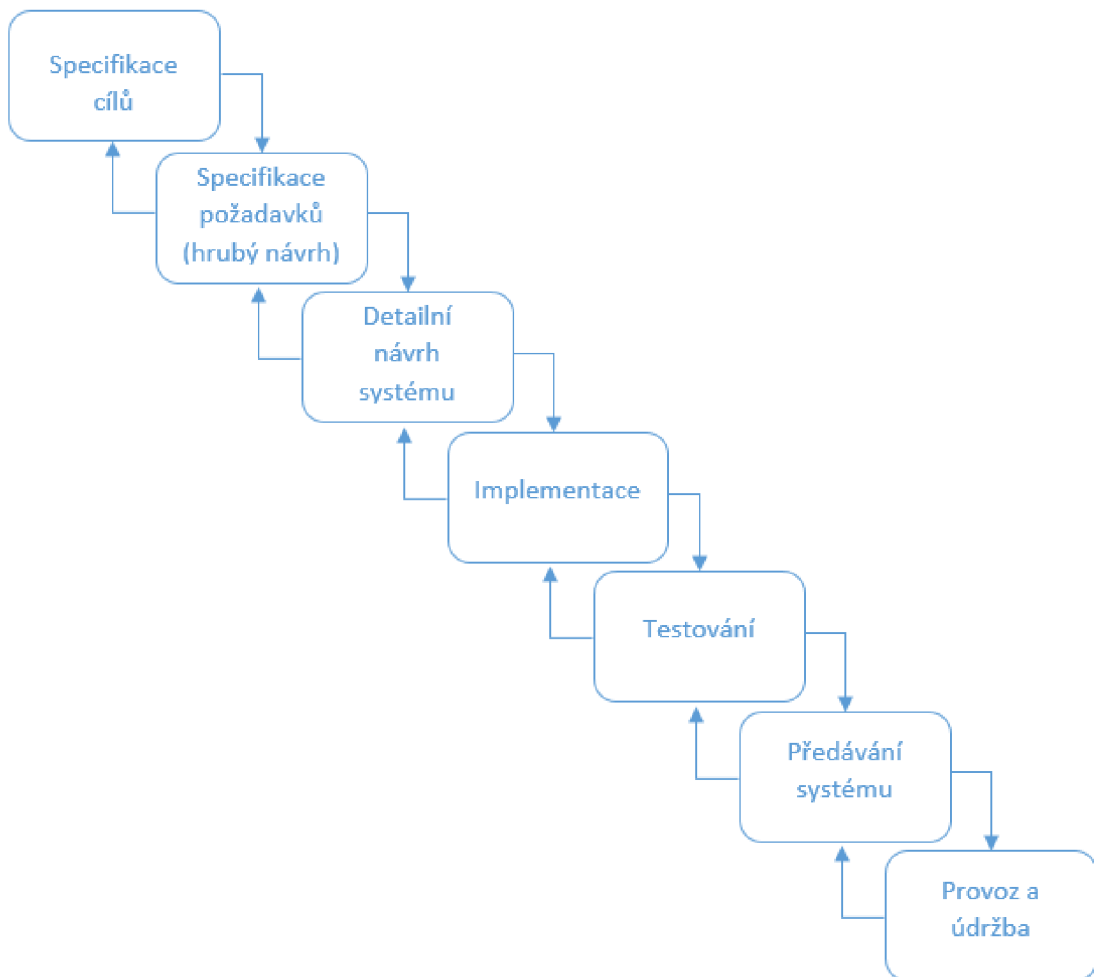 Specifikace
cílů
Specifikace
požadavků
(hrubý návrh)
Detailní
návrh
systému
Implementace
Testování
Předávání
systému
Provoz a
údržba